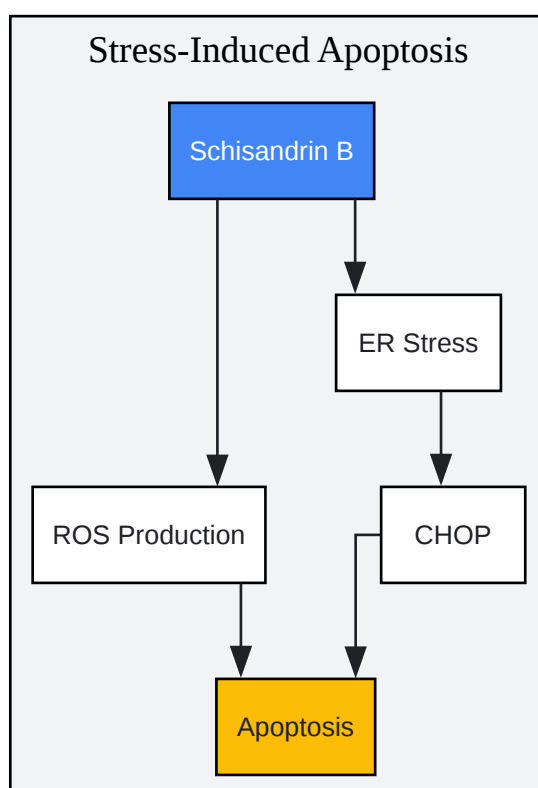 Stress-Induced Apoptosis
Schisandrin B
ER Stress
ROS Production
CHOP
Apoptosis